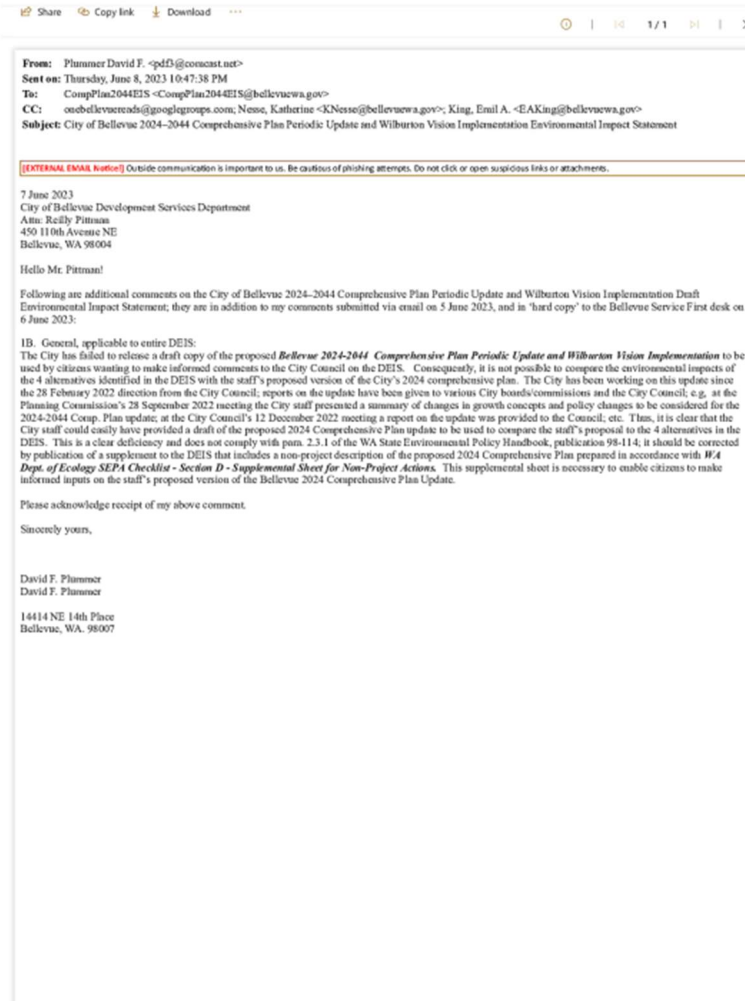 Share Copy link Download ...
1/1
From: Plummer David F. <pdf3@comcast.net>
Sent on: Thursday, June 8, 2023 10:47:38 PM
To: CompPlan2044EIS <CompPlan2044EIS@bellevuewa.gov>
CC: onebellevuereads@googlegroups.com; Nesse, Katherine <KNesse@bellevuewa.gov>; King, Emil A. <EAKing@bellevuewa.gov>
Subject: City of Bellevue 2024-2044 Comprehensive Plan Periodic Update and Wilburton Vision Implementation Environmental Impact Statement
[EXTERNAL EMAIL Notice!] Outside communication is important to us. Be cautious of phishing attempts. Do not click or open suspicious links or attachments.
7 June 2023
City of Bellevue Development Services Department
Attn: Reilly Pittman
450 110th Avenue NE
Bellevue, WA 98004
Hello Mr. Pittman!
Following are additional comments on the City of Bellevue 2024-2044 Comprehensive Plan Periodic Update and Wilburton Vision Implementation Draft
Environmental Impact Statement; they are in addition to my comments submitted via email on 5 June 2023, and in 'hard copy' to the Bellevue Service First desk on
6 June 2023:
1B. General, applicable to entire DEIS:
The City has failed to release a draft copy of the proposed Bellevue 2024-2044 Comprehensive Plan Periodic Update and Wilburton Vision Implementation to be
used by citizens wanting to make informed comments to the City Council on the DEIS. Consequently, it is not possible to compare the environmental impacts of
the 4 alternatives identified in the DEIS with the staff's proposed version of the City's 2024 comprehensive plan. The City has been working on this update since
the 28 February 2022 direction from the City Council; reports on the update have been given to various City boards/commissions and the City Council; e.g, at the
Planning Commission's 28 September 2022 meeting the City staff presented a summary of changes in growth concepts and policy changes to be considered for the
2024-2044 Comp. Plan update; at the City Council's 12 December 2022 meeting a report on the update was provided to the Council; etc. Thus, it is clear that the
City staff could easily have provided a draft of the proposed 2024 Comprehensive Plan update to be used to compare the staff's proposal to the 4 alternatives in the
DEIS. This is a clear deficiency and does not comply with para. 2.3.1 of the WA State Environmental Policy Handbook, publication 98-114; it should be corrected
by publication of a supplement to the DEIS that includes a non-project description of the proposed 2024 Comprehensive Plan prepared in accordance with WA
Dept. of Ecology SEPA Checklist - Section D - Supplemental Sheet for Non-Project Actions. This supplemental sheet is necessary to enable citizens to make
informed inputs on the staff's proposed version of the Bellevue 2024 Comprehensive Plan Update.
Please acknowledge receipt of my above comment.
Sincerely yours,
David F. Plummer
David F. Plummer
14414 NE 14th Place
Bellevue, WA. 98007